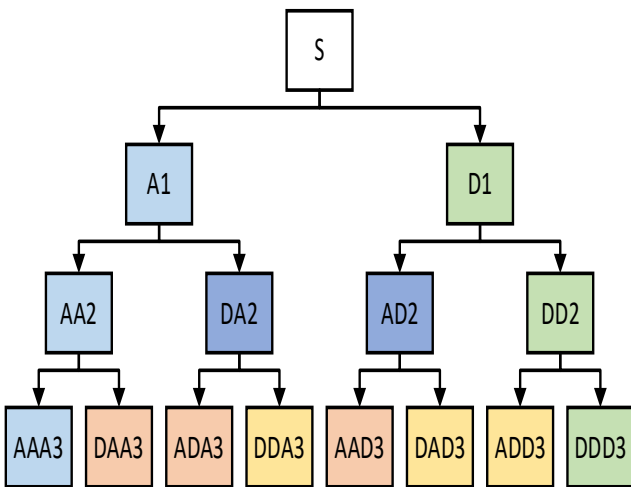 S
A1 D1
AA2 DA2 AD2 DD2
AAA3 DAA3 ADA3 DDA3 AAD3 DAD3 ADD3 DDD3